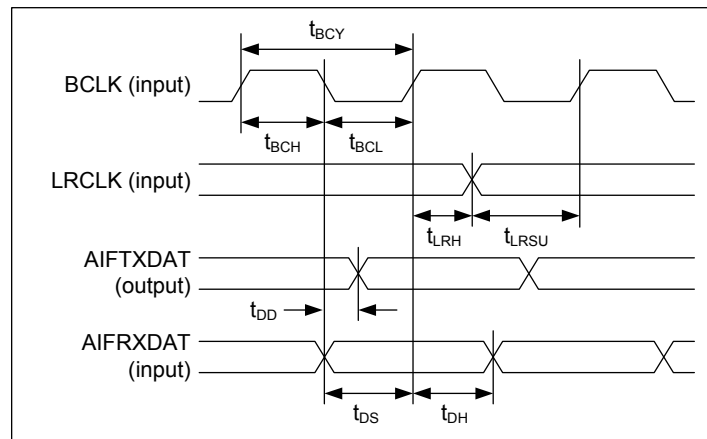 tBCY
BCLK (input)
tBCH
tBCL
LRCLK (input)
tLRH
tLRSU
AIFTXDAT
(output)
tDD
AIFRXDAT
(input)
tDS
tDH